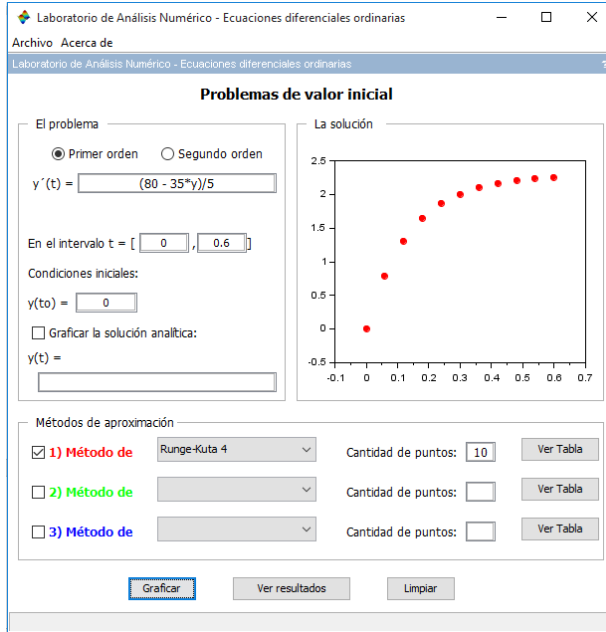 Laboratorio de Análisis Numérico - Ecuaciones diferenciales ordinarias
Archivo Acerca de
Laboratorio de Análisis Numérico - Ecuaciones diferenciales ordinarias ?
Problemas de valor inicial
El problema
Primer orden Segundo orden
y´(t) = (80 - 35*y)/5
En el intervalo t = [ 0 , 0.6 ]
Condiciones iniciales:
y(to) = 0
Graficar la solución analítica:
y(t) =
La solución
2.5
2
1.5
1
0.5
0
-0.5
-0.1 0 0.1 0.2 0.3 0.4 0.5 0.6 0.7
Métodos de aproximación
1) Método de Runge-Kuta 4 Cantidad de puntos: 10 Ver Tabla
2) Método de Cantidad de puntos: Ver Tabla
3) Método de Cantidad de puntos: Ver Tabla
Graficar Ver resultados Limpiar